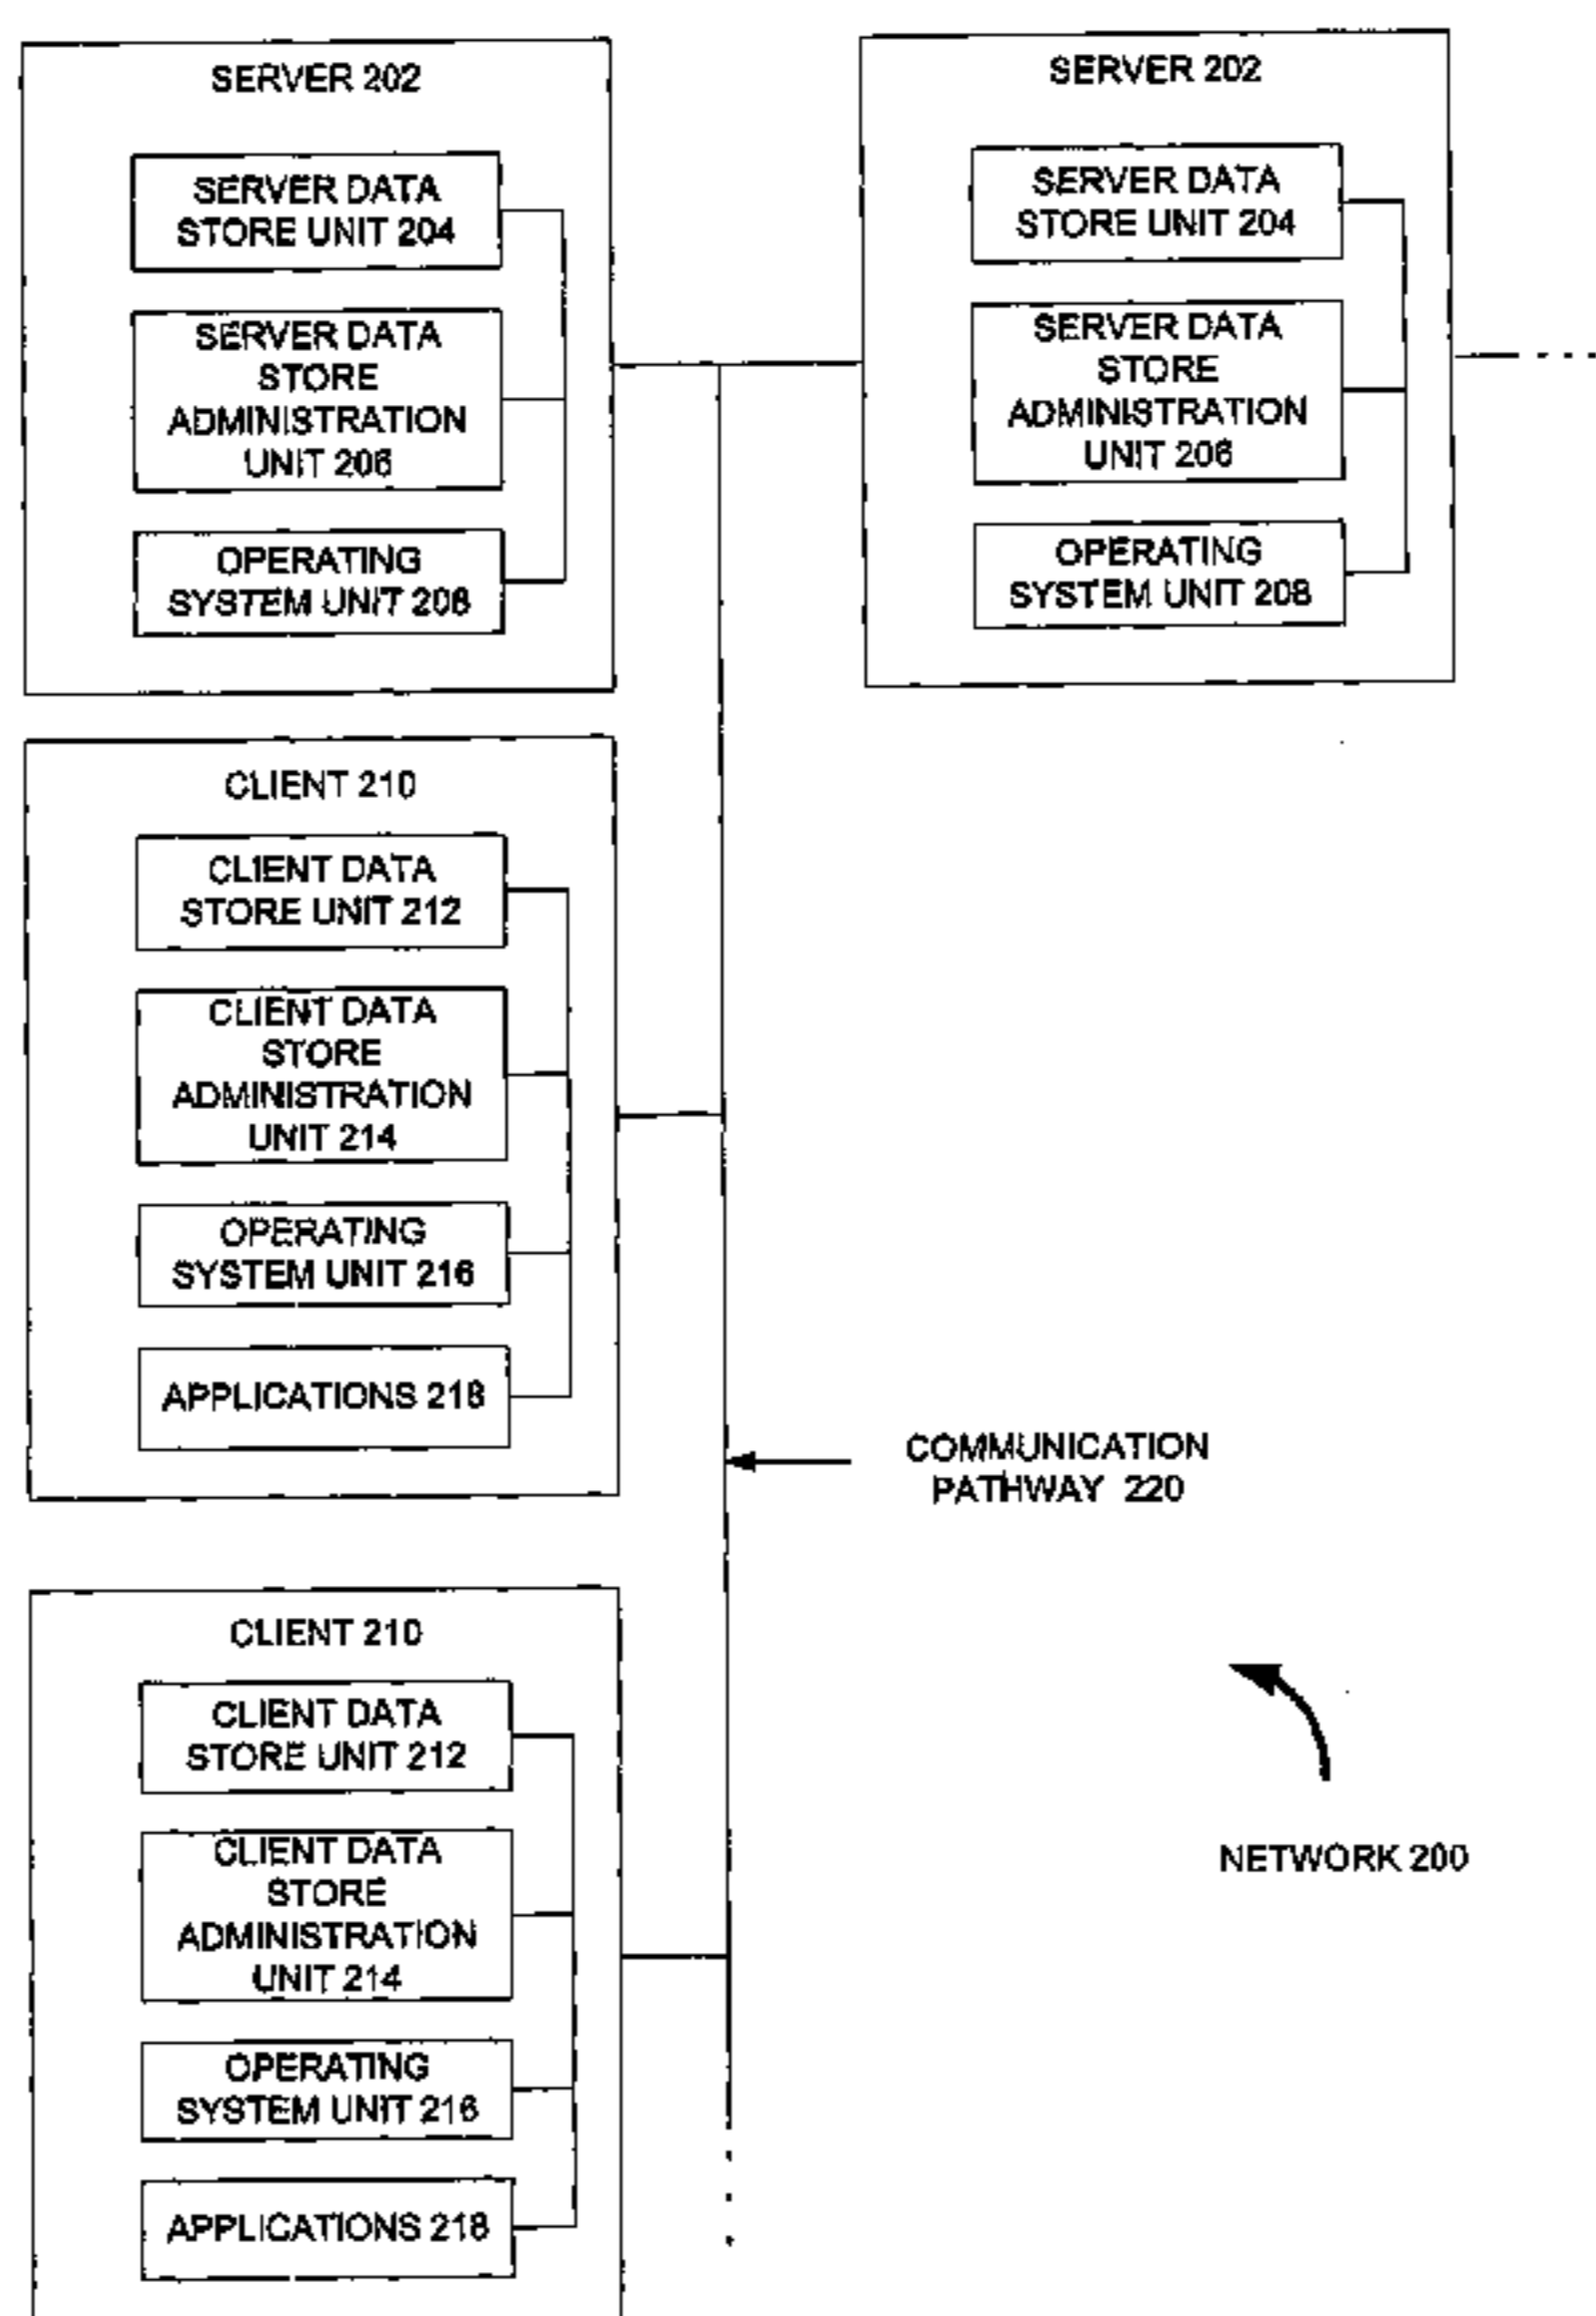 SERVER 202
SERVER DATA
STORE UNIT 204
SERVER DATA
STORE
ADMINISTRATION
UNIT 206
OPERATING
SYSTEM UNIT 208
SERVER 202
SERVER DATA
STORE UNIT 204
SERVER DATA
STORE
ADMINISTRATION
UNIT 206
OPERATING
SYSTEM UNIT 208
CLIENT 210
CLIENT DATA
STORE UNIT 212
CLIENT DATA
STORE
ADMINISTRATION
UNIT 214
OPERATING
SYSTEM UNIT 216
APPLICATIONS 218
COMMUNICATION
PATHWAY 220
CLIENT 210
CLIENT DATA
STORE UNIT 212
CLIENT DATA
STORE
ADMINISTRATION
UNIT 214
OPERATING
SYSTEM UNIT 216
APPLICATIONS 218
NETWORK 200